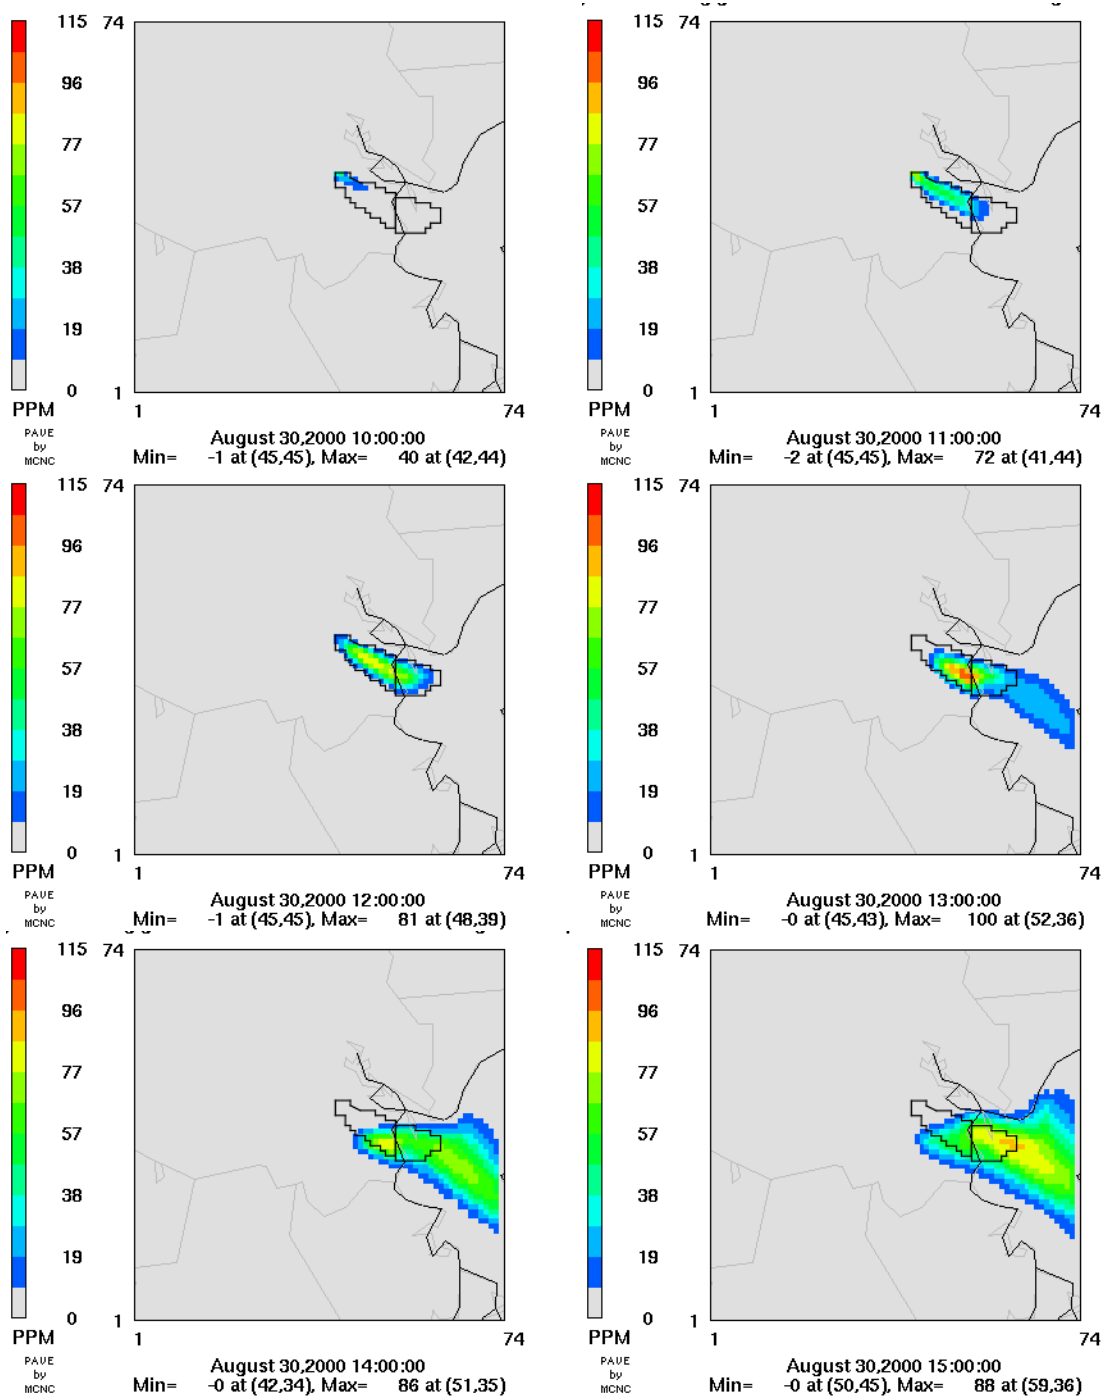 115 74 115 74
96 96
77 77
57 57
38 38
19 19
0 1 0 1
PPM 1 74 PPM 1 74
PAVE August 30,2000 10:00:00 PAVE August 30,2000 11:00:00
by by
MCNC Min= -1 at (45,45), Max= 40 at (42,44) MCNC Min= -2 at (45,45), Max= 72 at (41,44)
115 74 115 74
96 96
77 77
57 57
38 38
19 19
0 1 0 1
PPM 1 74 PPM 1 74
PAVE August 30,2000 12:00:00 PAVE August 30,2000 13:00:00
by by
MCNC Min= -1 at (45,45), Max= 81 at (48,39) MCNC Min= -0 at (45,43), Max= 100 at (52,36)
115 74 115 74
96 96
77 77
57 57
38 38
19 19
0 1 0 1
PPM 1 74 PPM 1 74
PAVE August 30,2000 14:00:00 PAVE August 30,2000 15:00:00
by by
MCNC Min= -0 at (42,34), Max= 86 at (51,35) MCNC Min= -0 at (50,45), Max= 88 at (59,36)